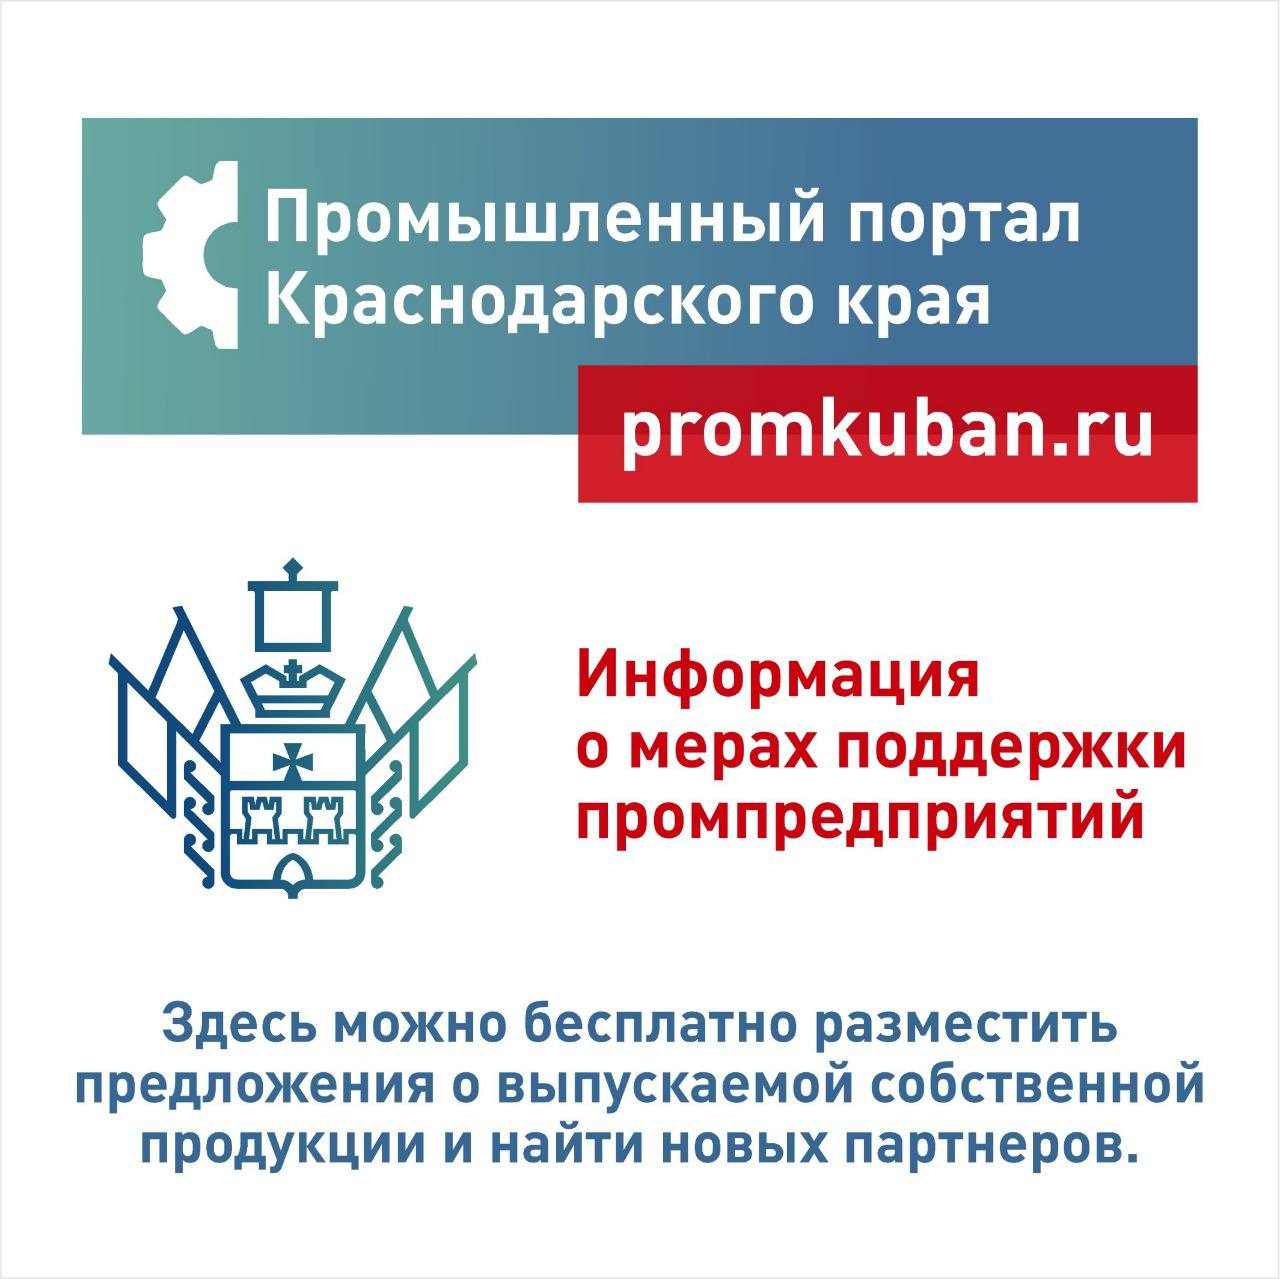 Промышленный портал
Краснодарского края
promkuban.ru
Информация
о мерах поддержки
промпредприятий
Здесь можно бесплатно разместить
предложения о выпускаемой собственной
продукции и найти новых партнеров.